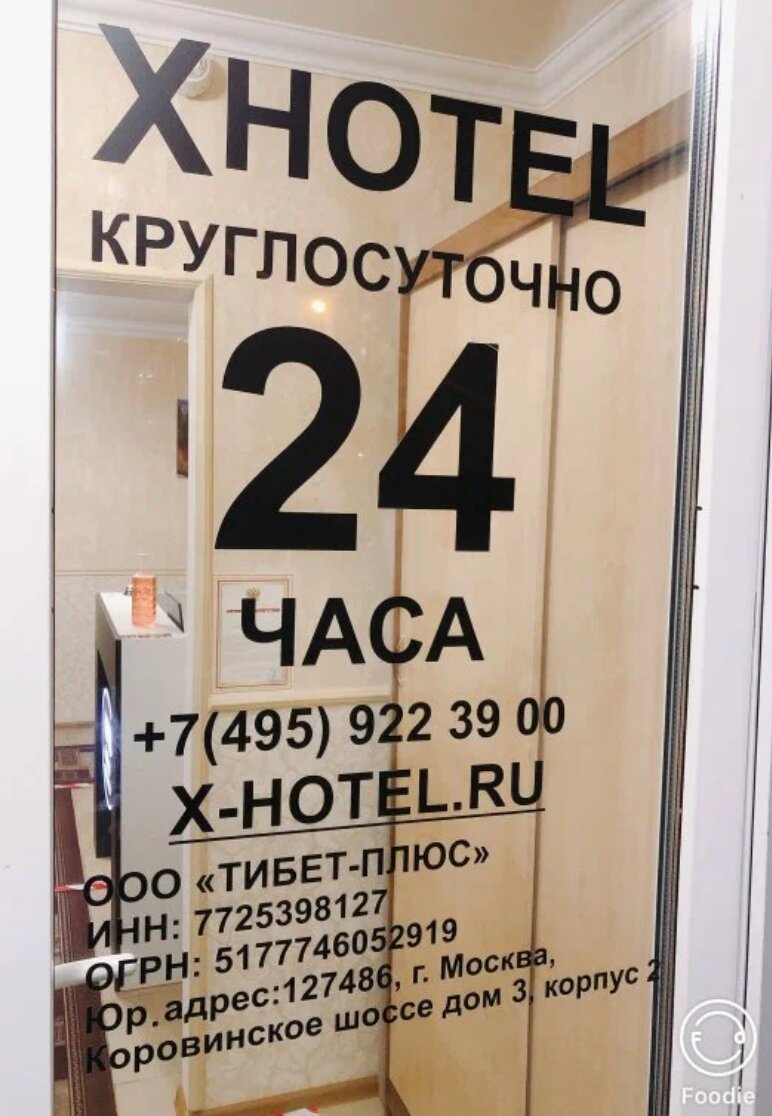 XHOTEL
КРУГЛОСУТОЧНО
24
ЧАСА
+7(495) 922 39 00
X-HOTEL.RU
ООО «ТИБЕТ-ПЛЮС»
ИНН: 7725398127
ОГРН: 5177746052919
Юр.адрес:127486, г. Москва,
Коровинское шоссе дом 3, корпус 2
Foodie